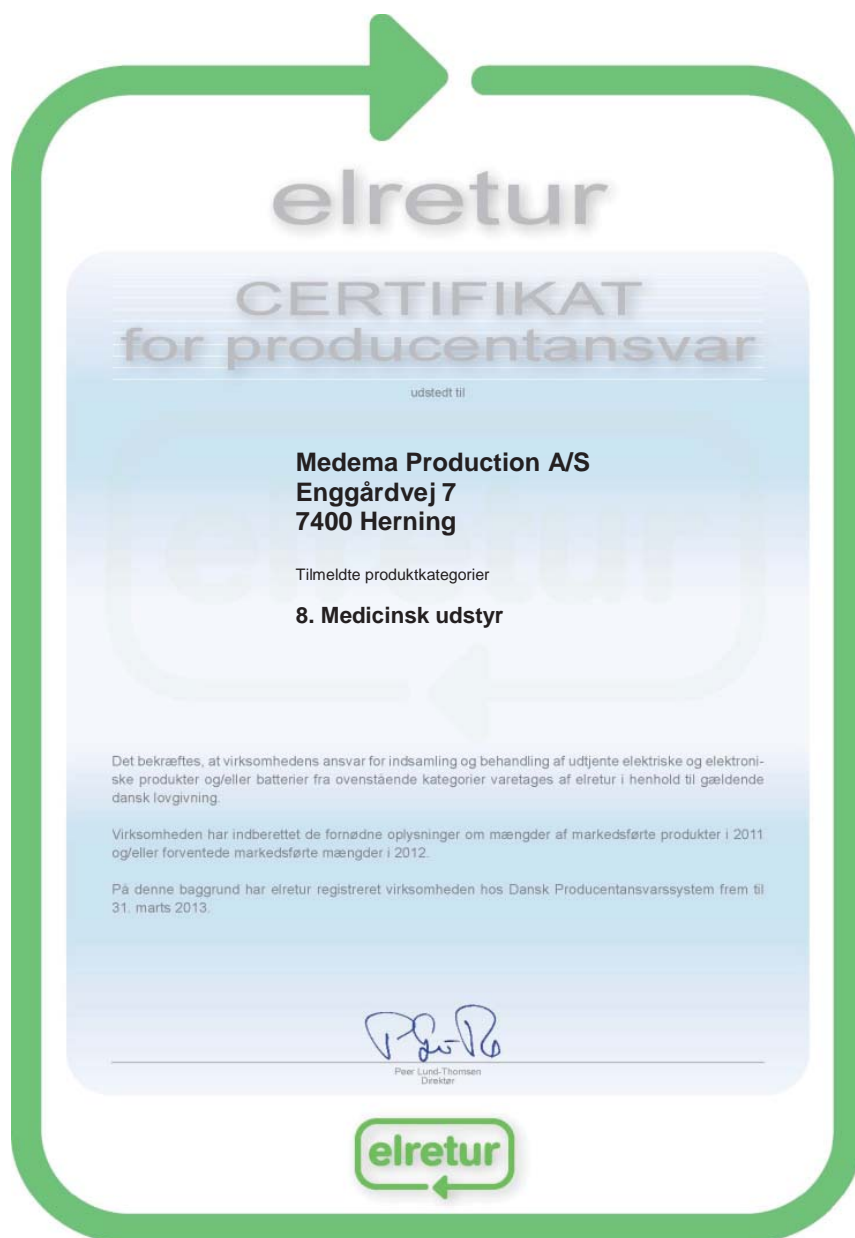 elretur
CERTIFIKAT
for producentansvar
udstedt til
Medema Production A/S
Enggårdvej 7
7400 Herning
Tilmeldte produktkategorier
8. Medicinsk udstyr
Det bekræftes, at virksomhedens ansvar for indsamling og behandling af udtjente elektriske og elektroni-
ske produkter og/eller batterier fra ovenstående kategorier varetages af elretur i henhold til gældende
dansk lovgivning.
Virksomheden har indberettet de fornødne oplysninger om mængder af markedsførte produkter i 2011
og/eller forventede markedsførte mængder i 2012.
På denne baggrund har elretur registreret virksomheden hos Dansk Producentansvarssystem frem til
31. marts 2013.
Peer Lund-Thomsen
Direktør
elretur